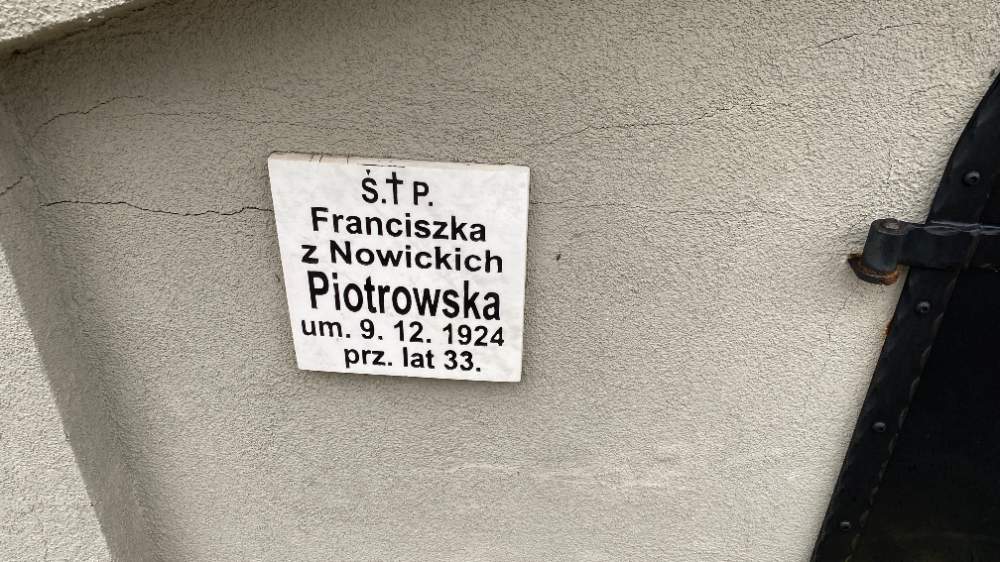 Ś.†P.
Franciszka
z Nowickich
Piotrowska
um. 9. 12. 1924
prz. lat 33.